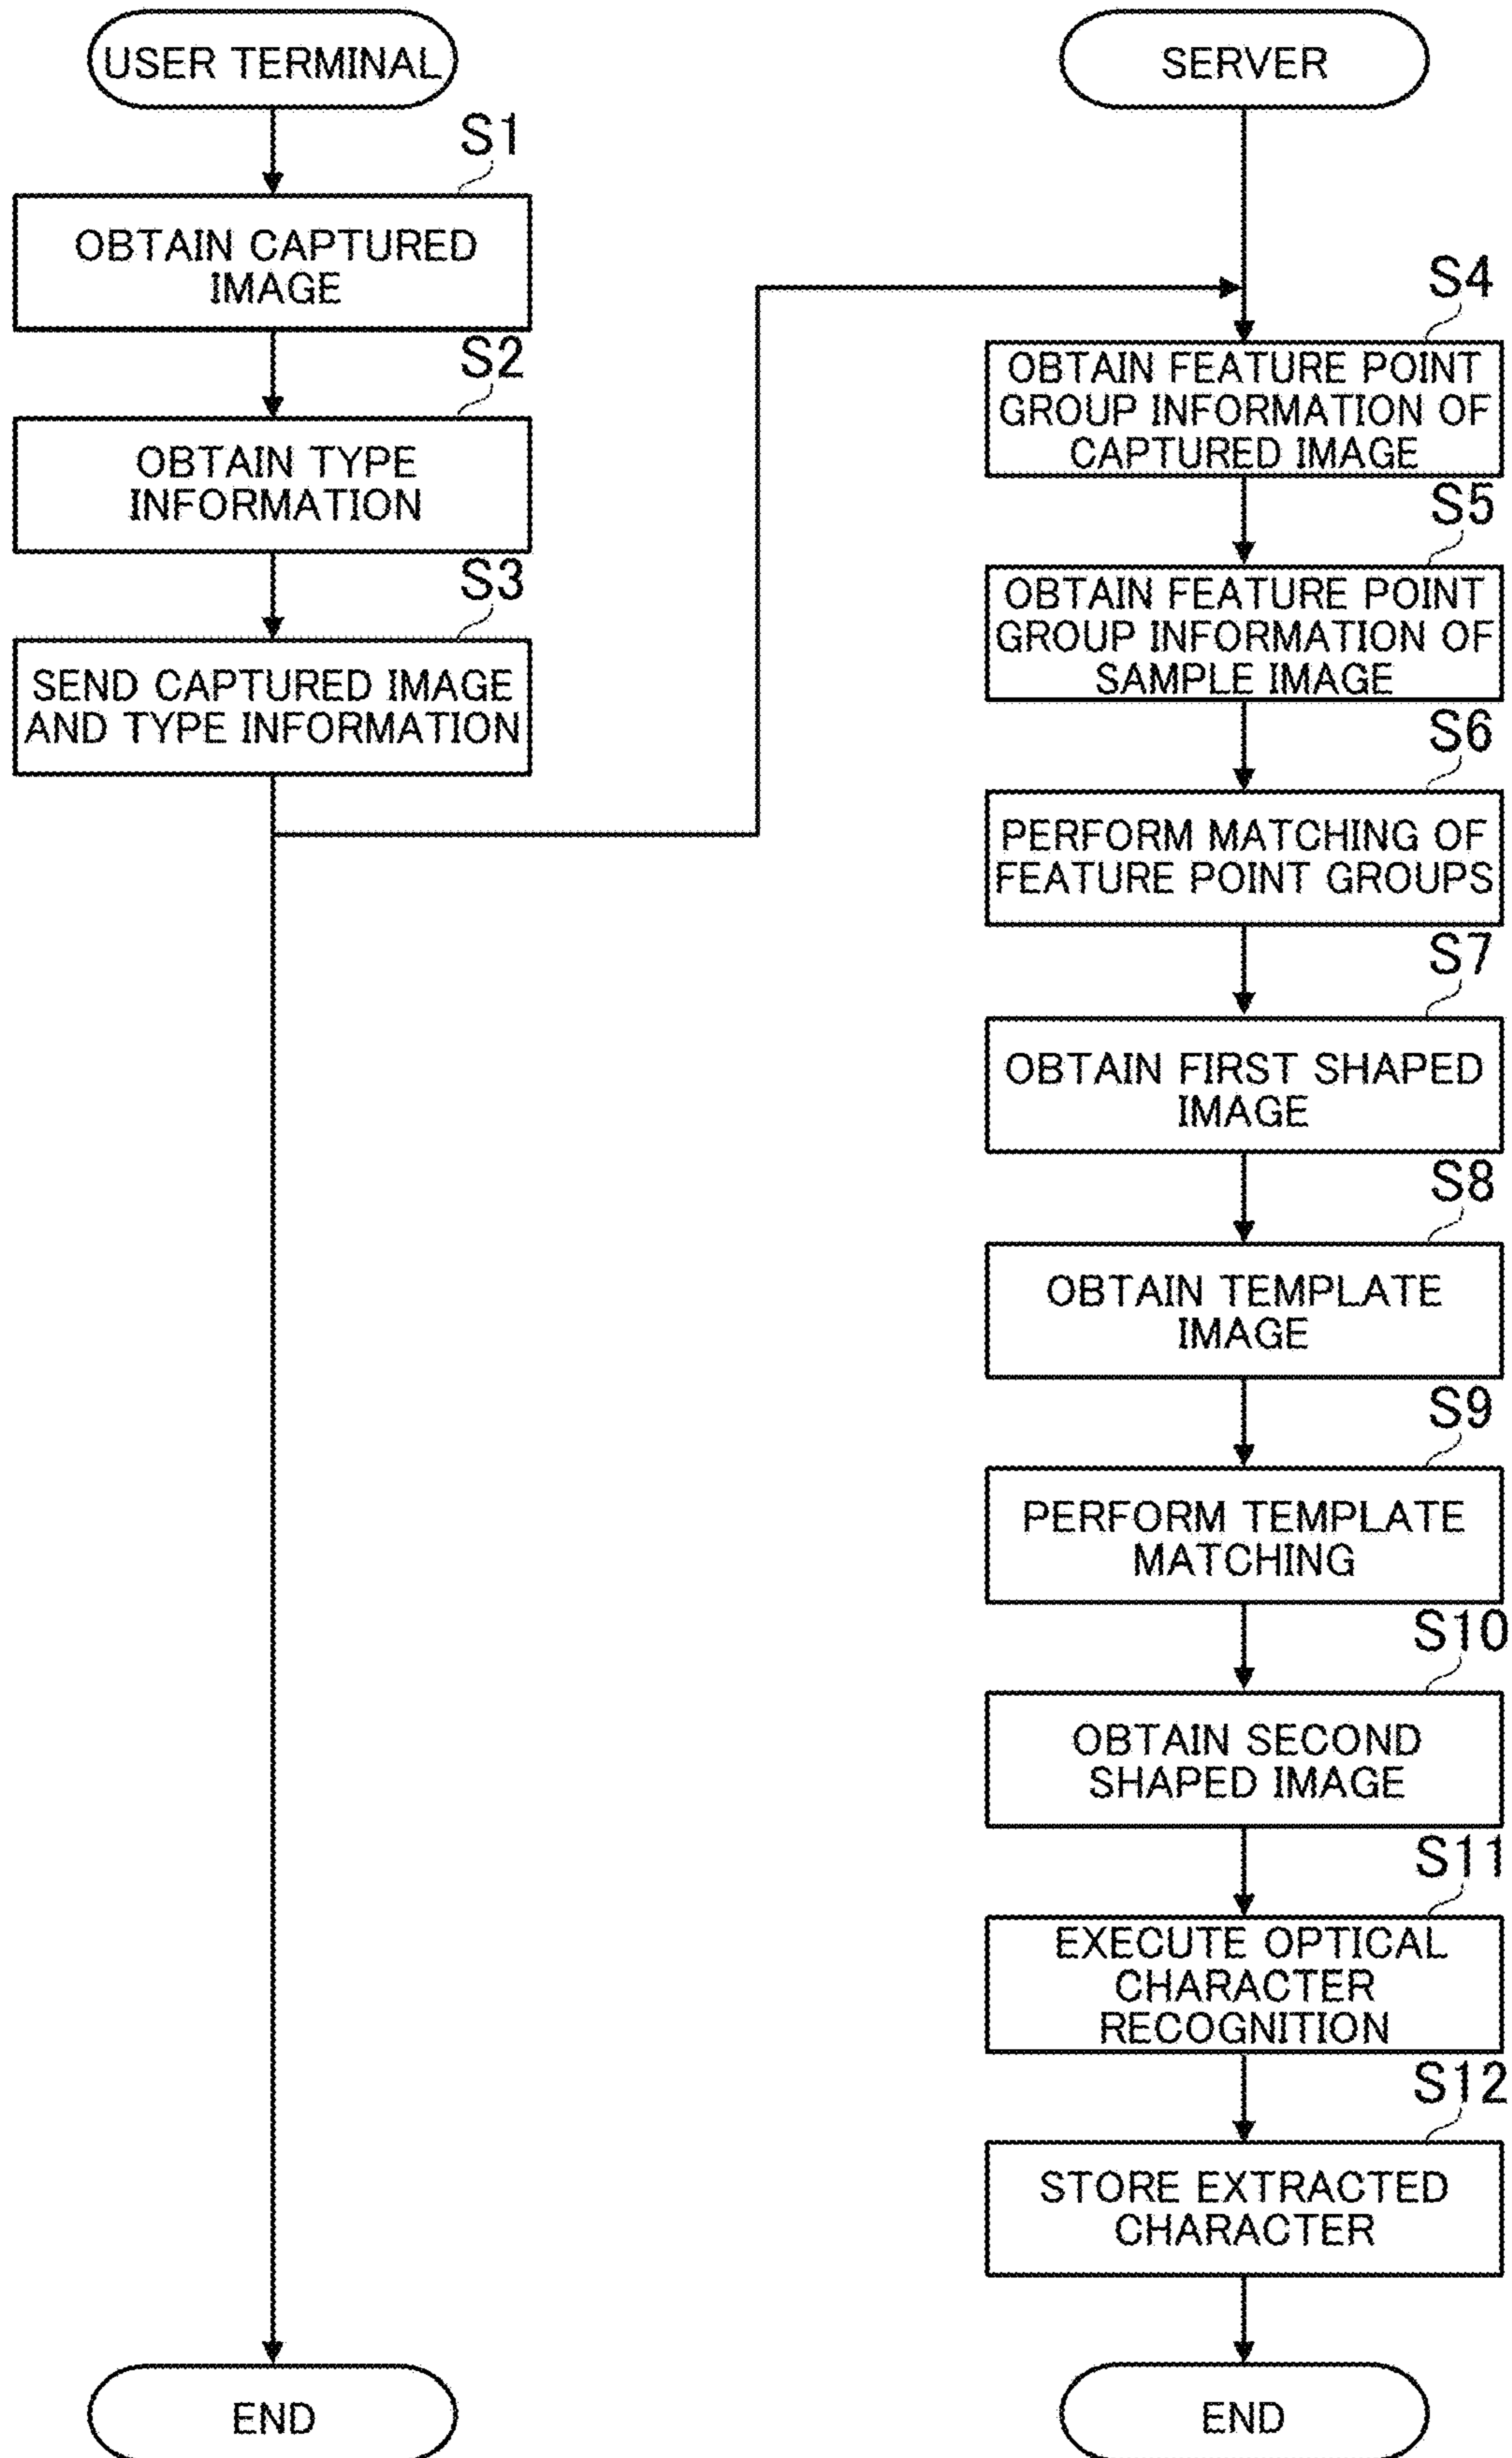 USER TERMINAL
S1
OBTAIN CAPTURED
IMAGE
S2
OBTAIN TYPE
INFORMATION
S3
SEND CAPTURED IMAGE
AND TYPE INFORMATION
END
SERVER
S4
OBTAIN FEATURE POINT
GROUP INFORMATION OF
CAPTURED IMAGE
S5
OBTAIN FEATURE POINT
GROUP INFORMATION OF
SAMPLE IMAGE
S6
PERFORM MATCHING OF
FEATURE POINT GROUPS
S7
OBTAIN FIRST SHAPED
IMAGE
S8
OBTAIN TEMPLATE
IMAGE
S9
PERFORM TEMPLATE
MATCHING
S10
OBTAIN SECOND
SHAPED IMAGE
S11
EXECUTE OPTICAL
CHARACTER
RECOGNITION
S12
STORE EXTRACTED
CHARACTER
END